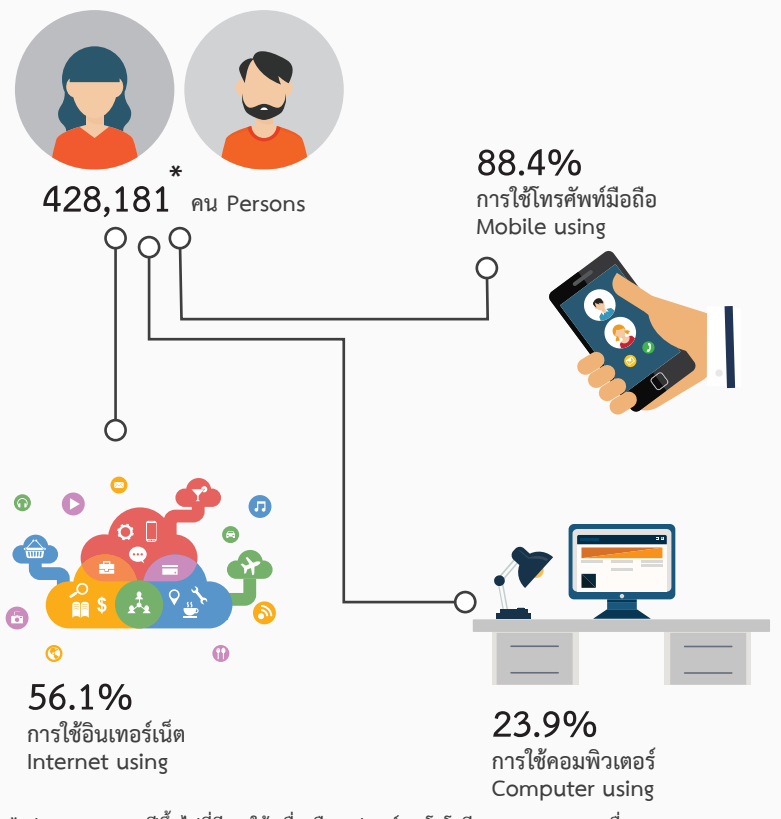 428,181* คน Persons
88.4%
การใช้โทรศัพท์มือถือ
Mobile using
56.1%
การใช้อินเทอร์เน็ต
Internet using
23.9%
การใช้คอมพิวเตอร์
Computer using